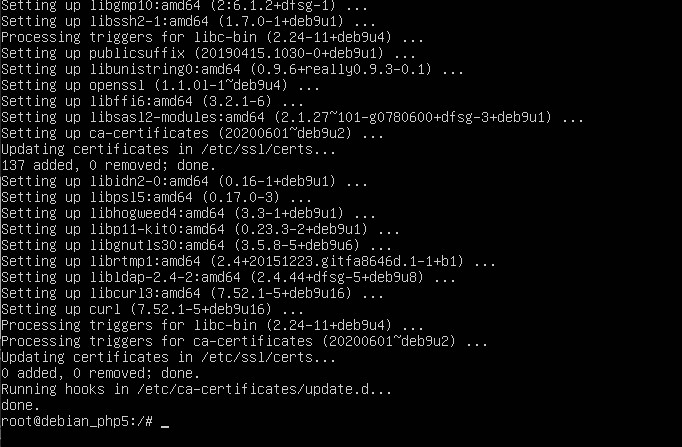 Setting up libgmp10:amd64 (2:6.1.2+dfsg-1) ...
Setting up libssh2-1:amd64 (1.7.0-1+deb9u1) ...
Processing triggers for libc-bin (2.24-11+deb9u4) ...
Setting up publicsuffix (20190415.1030-0+deb9u1) ...
Setting up libunistring0:amd64 (0.9.6+really0.9.3-0.1) ...
Setting up openssl (1.1.0l-1~deb9u4) ...
Setting up libffi6:amd64 (3.2.1-6) ...
Setting up libsasl2-modules:amd64 (2.1.27~101-g0780600+dfsg-3+deb9u1) ...
Setting up ca-certificates (20200601~deb9u2) ...
Updating certificates in /etc/ssl/certs...
137 added, 0 removed; done.
Setting up libidn2-0:amd64 (0.16-1+deb9u1) ...
Setting up libpsl5:amd64 (0.17.0-3) ...
Setting up libhogweed4:amd64 (3.3-1+deb9u1) ...
Setting up libp11-kit0:amd64 (0.23.3-2+deb9u1) ...
Setting up libgnutls30:amd64 (3.5.8-5+deb9u6) ...
Setting up librtmp1:amd64 (2.4+20151223.gitfa8646d.1-1+b1) ...
Setting up libldap-2.4-2:amd64 (2.4.44+dfsg-5+deb9u8) ...
Setting up libcurl3:amd64 (7.52.1-5+deb9u16) ...
Setting up curl (7.52.1-5+deb9u16) ...
Processing triggers for libc-bin (2.24-11+deb9u4) ...
Processing triggers for ca-certificates (20200601~deb9u2) ...
Updating certificates in /etc/ssl/certs...
0 added, 0 removed; done.
Running hooks in /etc/ca-certificates/update.d...
done.
root@debian_php5:/# _